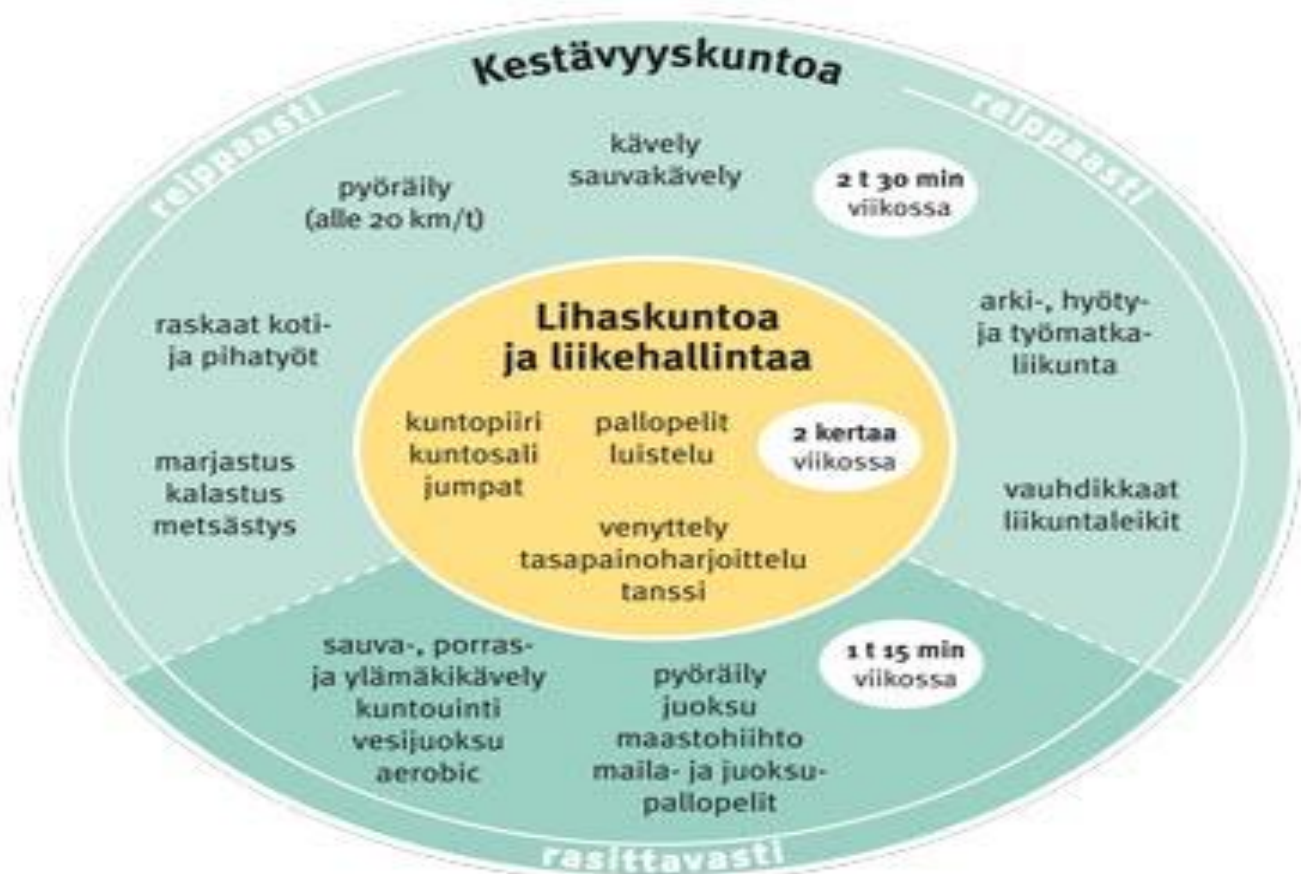 Kestävyyskuntoa
reippaasti
reippaasti
kävely
sauvakävely
2 t 30 min
viikossa
pyöräily
(alle 20 km/t)
raskaat koti-
ja pihatyöt
arki-, hyöty-
ja työmatka-
liikunta
marjastus
kalastus
metsästys
vauhdikkaat
liikuntaleikit
Lihaskuntoa
ja liikehallintaa
kuntopiiri
kuntosali
jumpat
pallopelit
luistelu
2 kertaa
viikossa
venyttely
tasapainoharjoittelu
tanssi
sauva-, porras-
ja ylämäkikävely
kuntouinti
vesijuoksu
aerobic
pyöräily
juoksu
maastohiihto
maila- ja juoksu-
pallopelit
1 t 15 min
viikossa
rasittavasti